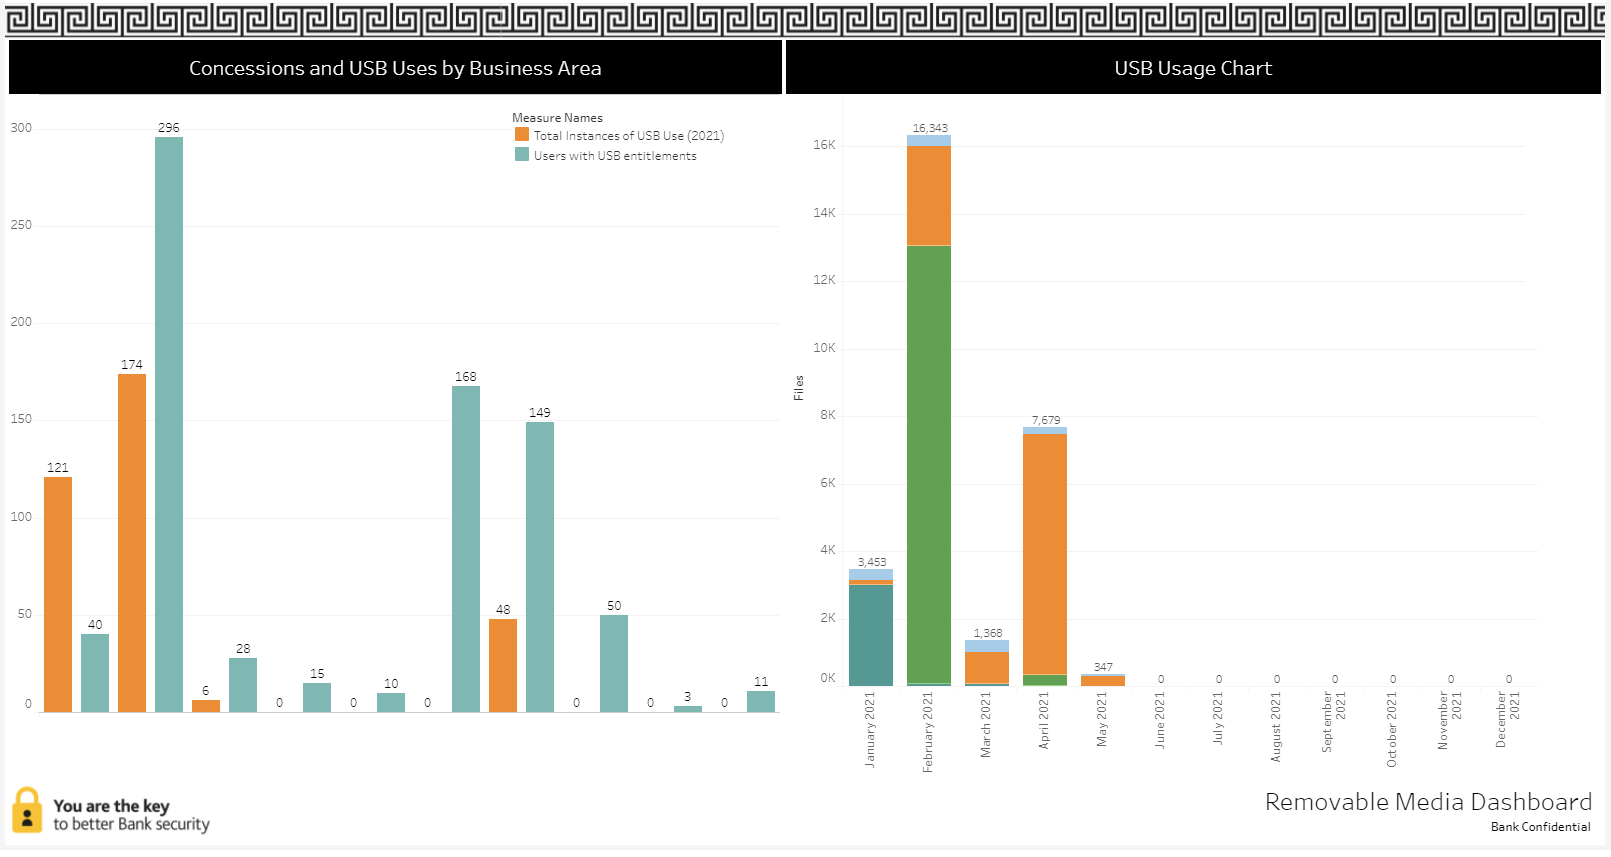 Concessions and USB Uses by Business Area
Measure Names
Total Instances of USB Use (2021)
Users with USB entitlements
300
250
200
150
100
50
0
121
40
174
296
6
28
0
15
0
10
0
168
48
149
0
50
0
3
0
11
USB Usage Chart
Files
16K
14K
12K
10K
8K
6K
4K
2K
0K
3,453
16,343
1,368
7,679
347
0
0
0
0
0
0
0
January 2021
February 2021
March 2021
April 2021
May 2021
June 2021
July 2021
August 2021
September
2021
October 2021
November
2021
December
2021
You are the key
to better Bank security
Removable Media Dashboard
Bank Confidential